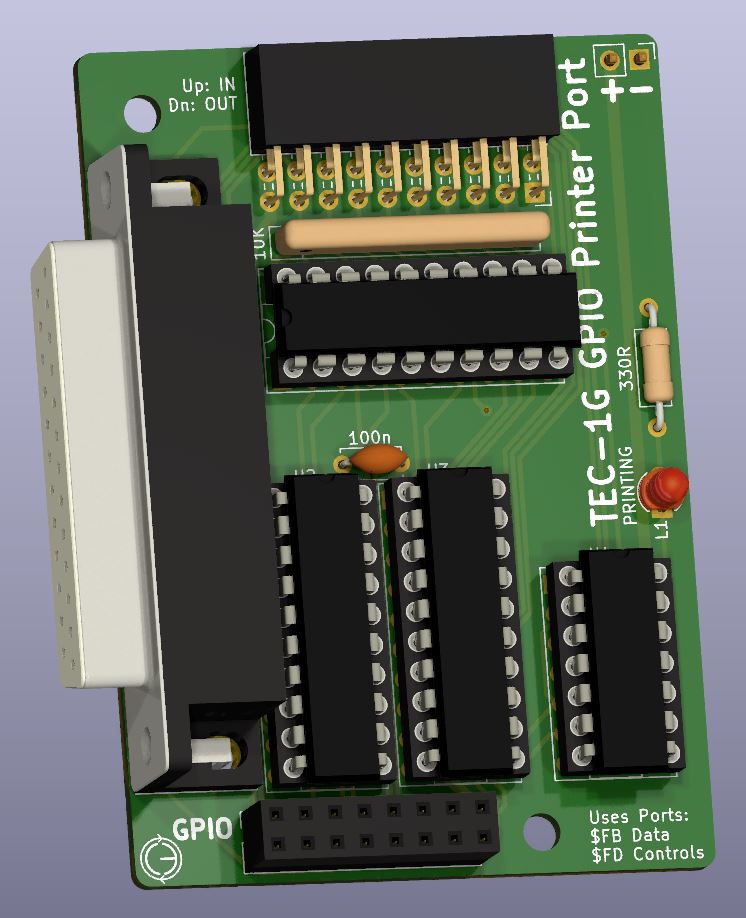 Up: IN
Dn: OUT
+ −
10K
TEC-1G GPIO Printer Port
330R
100n
PRINTING
L1
GPIO
Uses Ports:
$FB Data
$FD Controls